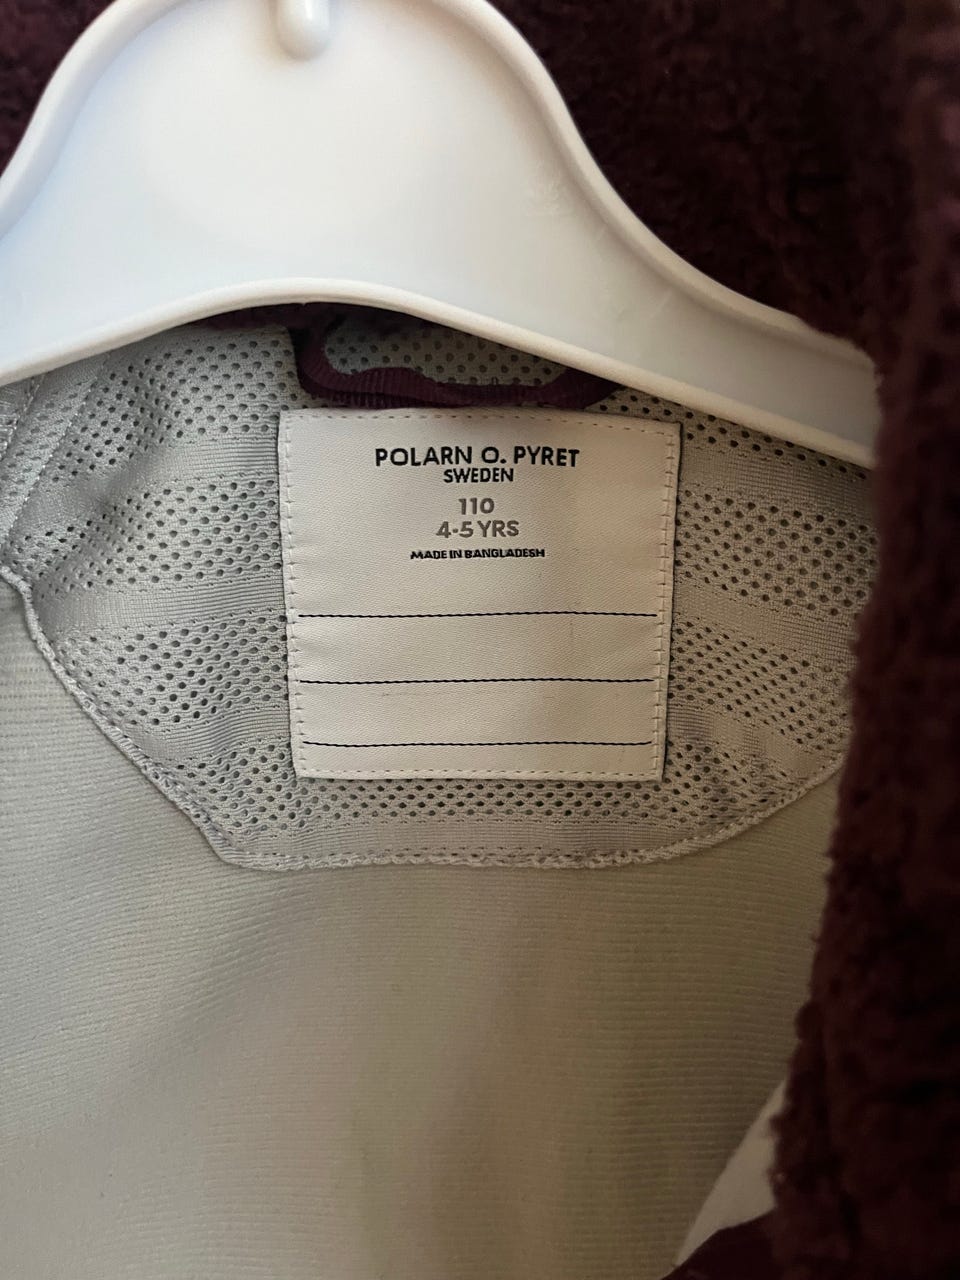 POLARN O. PYRET
SWEDEN
110
4-5 YRS
MADE IN BANGLADESH